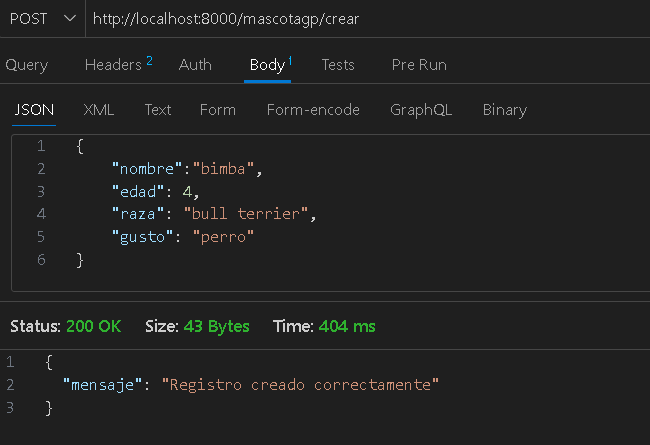 POST http://localhost:8000/mascotagp/crear
Query Headers 2 Auth Body 1 Tests Pre Run
JSON XML Text Form Form-encode GraphQL Binary
1 {
2 "nombre":"bimba",
3 "edad": 4,
4 "raza": "bull terrier",
5 "gusto": "perro"
6 }
Status: 200 OK Size: 43 Bytes Time: 404 ms
1 {
2 "mensaje": "Registro creado correctamente"
3 }